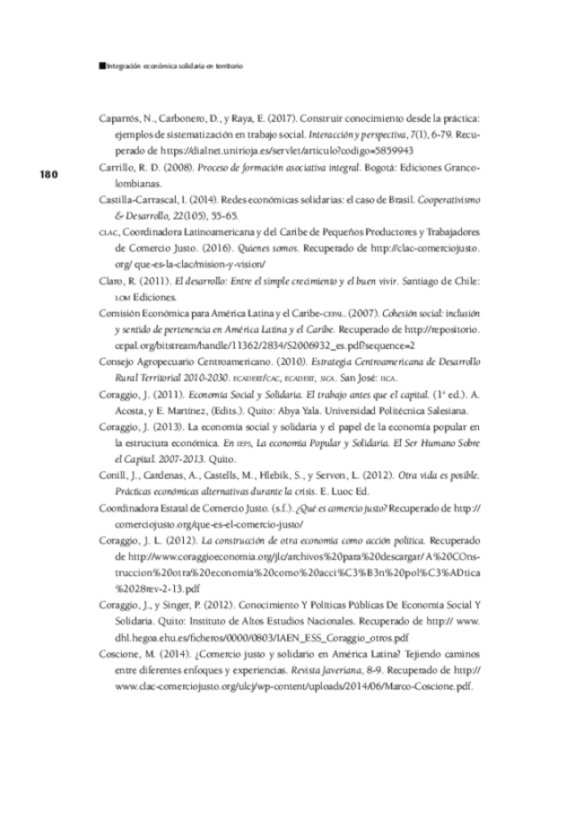 Integración económica solidaria en territorio
Caparrós, N., Carbonero, D., y Raya, E. (2017). Construir conocimiento desde la práctica:
ejemplos de sistematización en trabajo social. Interacción y perspectiva, 7(1), 6-79. Recu-
perado de https://dialnet.unirioja.es/servlet/articulo?codigo=5859943
Carrillo, R. D. (2008). Proceso de formación asociativa integral. Bogotá: Ediciones Granco-
180
lombianas.
Castilla-Carrascal, I. (2014). Redes económicas solidarias: el caso de Brasil. Cooperativismo
& Desarrollo, 22(105), 55-65.
CLAC, Coordinadora Latinoamericana y del Caribe de Pequeños Productores y Trabajadores
de Comercio Justo. (2016). Quienes somos. Recuperado de http://clac-comerciojusto.
org/ que-es-la-clac/mision-y-vision/
Claro, R. (2011). El desarrollo: Entre el simple crecimiento y el buen vivir. Santiago de Chile:
LOM Ediciones.
Comisión Económica para América Latina y el Caribe-CEPAL. (2007). Cohesión social: inclusión
y sentido de pertenencia en América Latina y el Caribe. Recuperado de http://repositorio.
cepal.org/bitstream/handle/11362/2834/S2006932_es.pdf?sequence=2
Consejo Agropecuario Centroamericano. (2010). Estrategia Centroamericana de Desarrollo
Rural Territorial 2010-2030. ECADERT/CAC, ECADERT, SICA. San José: IICA.
Coraggio, J. (2011). Economía Social y Solidaria. El trabajo antes que el capital. (1ª ed.). A.
Acosta, y E. Martínez, (Edits.). Quito: Abya Yala. Universidad Politécnica Salesiana.
Coraggio, J. (2013). La economía social y solidaria y el papel de la economía popular en
la estructura económica. En IEPS, La economía Popular y Solidaria. El Ser Humano Sobre
el Capital. 2007-2013. Quito.
Conill, J., Cardenas, A., Castells, M., Hlebik, S., y Servon, L. (2012). Otra vida es posible.
Prácticas económicas alternativas durante la crisis. E. Luoc Ed.
Coordinadora Estatal de Comercio Justo. (s.f.). ¿Qué es comercio justo? Recuperado de http://
comerciojusto.org/que-es-el-comercio-justo/
Coraggio, J. L. (2012). La construcción de otra economía como acción política. Recuperado
de http://www.coraggioeconomia.org/jlc/archivos%20para%20descargar/ A%20COns-
truccion%20otra%20economia%20como%20acci%C3%B3n%20pol%C3%ADtica
%2028rev-2-13.pdf
Coraggio, J., y Singer, P. (2012). Conocimiento Y Políticas Públicas De Economía Social Y
Solidaria. Quito: Instituto de Altos Estudios Nacionales. Recuperado de http:// www.
dhl.hegoa.ehu.es/ficheros/0000/0803/IAEN_ESS_Coraggio_otros.pdf
Coscione, M. (2014). ¿Comercio justo y solidario en América Latina? Tejiendo caminos
entre diferentes enfoques y experiencias. Revista Javeriana, 8-9. Recuperado de http://
www.clac-comerciojusto.org/ulcj/wp-content/uploads/2014/06/Marco-Coscione.pdf.